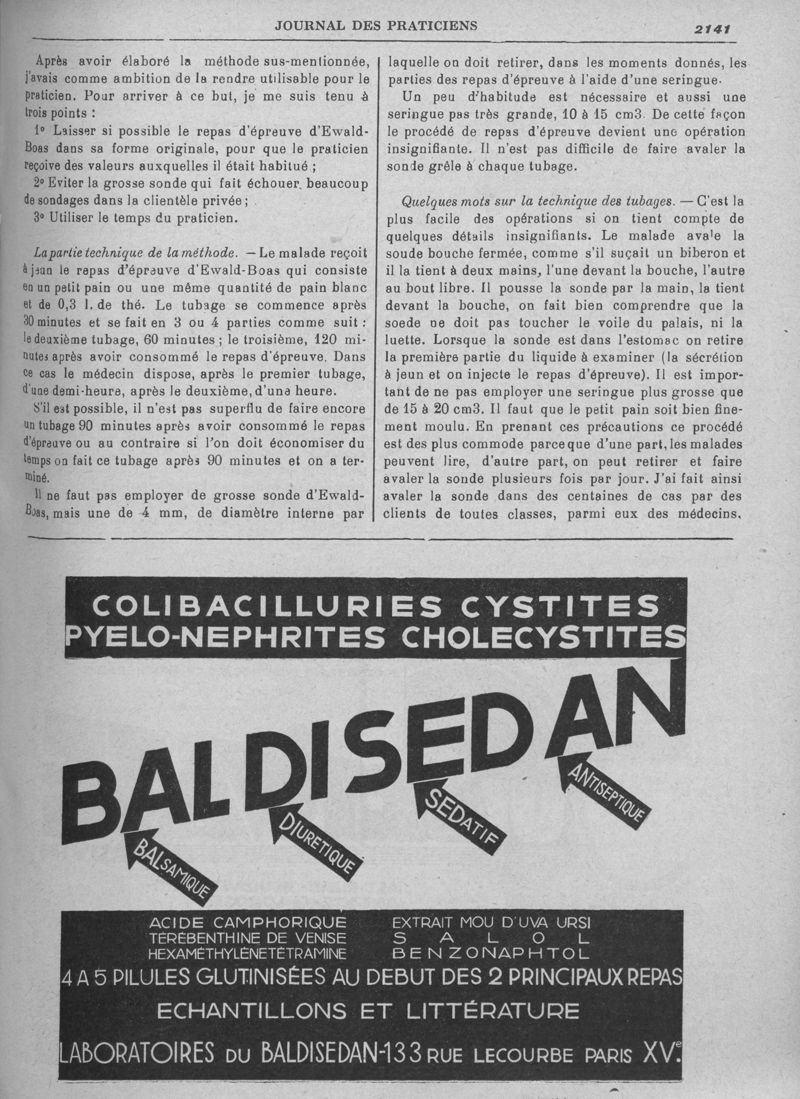 JOURNAL DES PRATICIENS
2141
Après avoir élaboré la méthode sus-mentionnée,
j'avais comme ambition de la rendre utilisable pour le
praticien. Pour arriver à ce but, je me suis tenu à
trois points :
1º Laisser si possible le repas d'épreuve d'Ewald-
Boas dans sa forme originale, pour que le praticien
reçoive des valeurs auxquelles il était habitué ;
2º Eviter la grosse sonde qui fait échouer, beaucoup
de sondages dans la clientèle privée ;
3º Utiliser le temps du praticien.
La partie technique de la méthode. — Le malade reçoit
à jeun le repas d'épreuve d'Ewald-Boas qui consiste
en un petit pain ou une même quantité de pain blanc
et de 0,3 l. de thé. Le tubage se commence après
30 minutes et se fait en 3 ou 4 parties comme suit :
le deuxième tubage, 60 minutes ; le troisième, 120 mi-
nutes après avoir consommé le repas d'épreuve. Dans
ce cas le médecin dispose, après le premier tubage,
d'une demi-heure, après le deuxième, d'una heure.
S'il est possible, il n'est pas superflu de faire encore
un tubage 90 minutes après avoir consommé le repas
d'épreuve ou au contraire si l'on doit économiser du
temps on fait ce tubage après 90 minutes et on a ter-
miné.
Il ne faut pas employer de grosse sonde d'Ewald-
Boas, mais une de 4 mm, de diamètre interne par
laquelle on doit retirer, dans les moments donnés, les
parties des repas d'épreuve à l'aide d'une seringue.
Un peu d'habitude est nécessaire et aussi une
seringue pas très grande, 10 à 15 cm3. De cette façon
le procédé de repas d'épreuve devient une opération
insignifiante. Il n'est pas difficile de faire avaler la
sonde grêle à chaque tubage.
Quelques mots sur la technique des tubages. — C'est la
plus facile des opérations si on tient compte de
quelques détails insignifiants. Le malade avale la
soude bouche fermée, comme s'il suçait un biberon et
il la tient à deux mains, l'une devant la bouche, l'autre
au bout libre. Il pousse la sonde par la main, la tient
devant la bouche, on fait bien comprendre que la
soede ne doit pas toucher le voile du palais, ni la
luette. Lorsque la sonde est dans l'estomac on retire
la première partie du liquide à examiner (la sécrétion
à jeun et on injecte le repas d'épreuve). Il est impor-
tant de ne pas employer une seringue plus grosse que
de 15 à 20 cm3. Il faut que le petit pain soit bien fine-
ment moulu. En prenant ces précautions ce procédé
est des plus commode parceque d'une part, les malades
peuvent lire, d'autre part, on peut retirer et faire
avaler la sonde plusieurs fois par jour. J'ai fait ainsi
avaler la sonde dans des centaines de cas par des
clients de toutes classes, parmi eux des médecins.
COLIBACILLURIES CYSTITES
PYELO-NEPHRITES CHOLECYSTITES
BALDISEDAN
BALSAMIQUE
DIURETIQUE
SEDATIF
ANTISEPTIQUE
ACIDE CAMPHORIQUE
TÉRÉBENTHINE DE VENISE
HEXAMÉTHYLÈNETÉTRAMINE
EXTRAIT MOU D'UVA URSI
SALOL
BENZONAPHTOL
4 A 5 PILULES GLUTINISÉES AU DEBUT DES 2 PRINCIPAUX REPAS
ECHANTILLONS ET LITTÉRATURE
LABORATOIRES DU BALDISEDAN-133 RUE LECOURBE PARIS XVe.